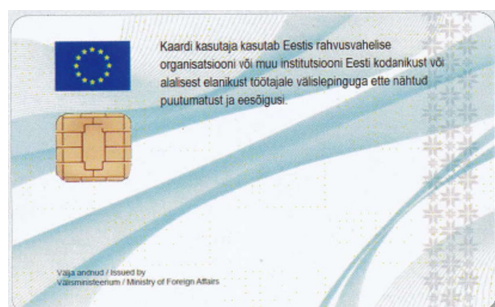 Kaardi kasutaja kasutab Eestis rahvusvahelise
organisatsiooni või muu institutsiooni Eesti kodanikust või
alalisest elanikust töötajale välislepinguga ette nähtud
puutumatust ja eesõigusi.
Välja andnud / Issued by
Välisministeerium / Ministry of Foreign Affairs